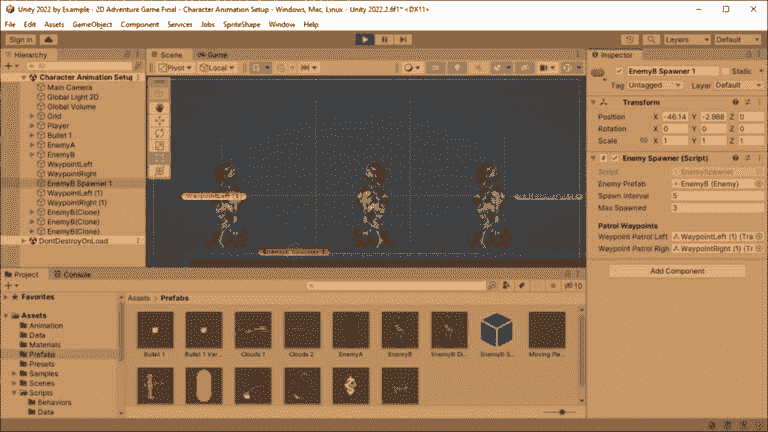 Unity 2022 by Example - 2D Adventure Game Final - Character Animation Setup - Windows, Mac, Linux - Unity 2022.2.6f1* <DX11>
File Edit Assets GameObject Component Services Jobs SpriteShape Window Help
Sign in Layers Default
Hierarchy
All
Character Animation Setup
Main Camera
Global Light 2D
Global Volume
Grid
Player
Bullet 1
EnemyA
EnemyB
WaypointLeft
WaypointRight
EnemyB Spawner 1
WaypointLeft (1)
WaypointRight (1)
EnemyB(Clone)
EnemyB(Clone)
EnemyB(Clone)
DontDestroyOnLoad
Scene Game
Pivot Local 2D
WaypointLeft (1)
Inspector
EnemyB Spawner 1 Static
Tag Untagged Layer Default
Transform
Position X -46.14 Y -2.988 Z 0
Rotation X 0 Y 0 Z 0
Scale X 1 Y 1 Z 1
Enemy Spawner (Script)
Script EnemySpawner
Enemy Prefab EnemyB (Enemy)
Spawn Interval 5
Max Spawned 3
Patrol Waypoints
Waypoint Patrol Left WaypointLeft (1) (Tra
Waypoint Patrol Righ WaypointRight (1) (Tra
Add Component
Project Console
10
Favorites
Assets
Animation
Data
Materials
Prefabs
Presets
Samples
Scenes
Scripts
Behaviors
Data
Assets > Prefabs
Bullet 1 Bullet 1 Var... Clouds 1 Clouds 2 EnemyA EnemyB EnemyB S... Moving Pla...